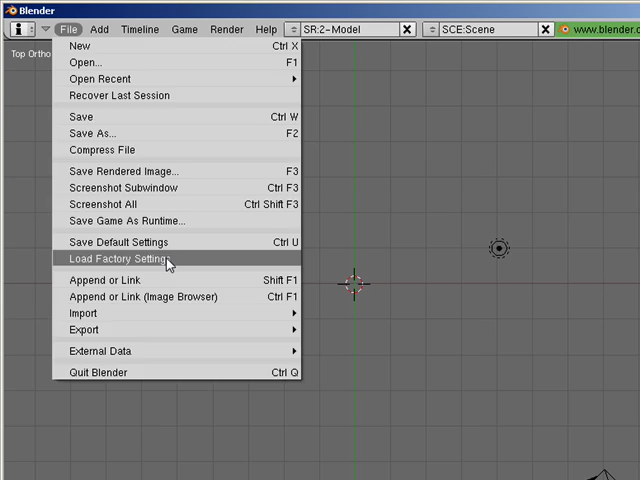 Blender
File Add Timeline Game Render Help SR:2-Model SCE:Scene
Top Ortho
New Ctrl X
Open... F1
Open Recent
Recover Last Session
Save Ctrl W
Save As... F2
Compress File
Save Rendered Image... F3
Screenshot Subwindow Ctrl F3
Screenshot All Ctrl Shift F3
Save Game As Runtime...
Save Default Settings Ctrl U
Load Factory Settings
Append or Link Shift F1
Append or Link (Image Browser) Ctrl F1
Import
Export
External Data
Quit Blender Ctrl Q